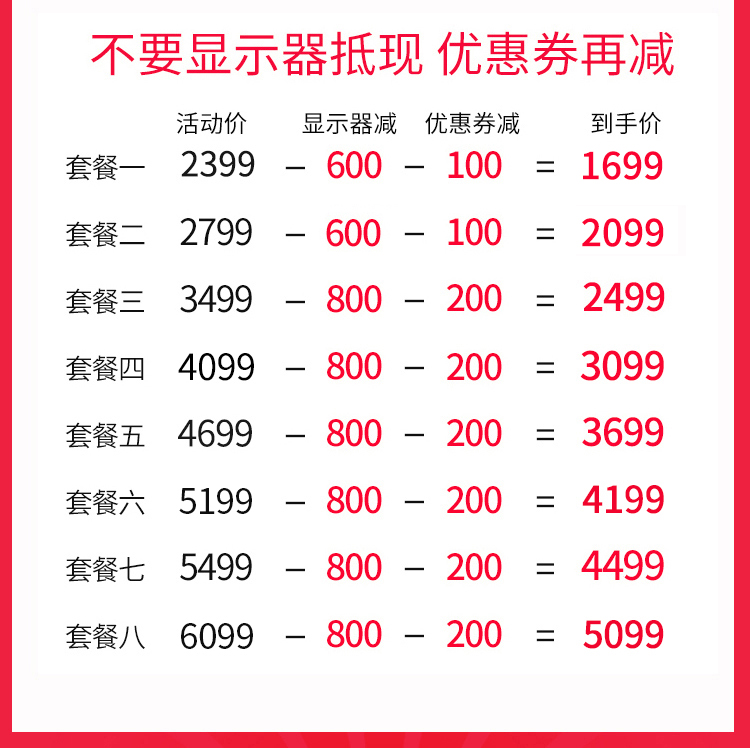 不要显示器抵现 优惠券再减
活动价 显示器减 优惠券减 到手价
套餐一 2399 – 600 – 100 = 1699
套餐二 2799 – 600 – 100 = 2099
套餐三 3499 – 800 – 200 = 2499
套餐四 4099 – 800 – 200 = 3099
套餐五 4699 – 800 – 200 = 3699
套餐六 5199 – 800 – 200 = 4199
套餐七 5499 – 800 – 200 = 4499
套餐八 6099 – 800 – 200 = 5099